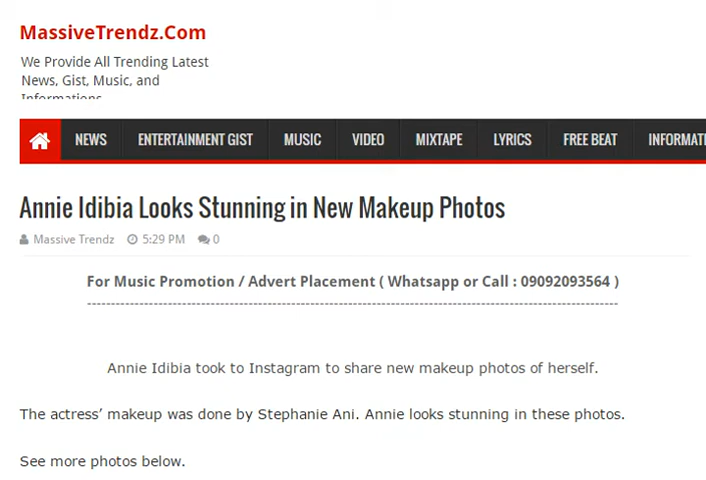 MassiveTrendz.Com
We Provide All Trending Latest
News, Gist, Music, and
Informations
NEWS ENTERTAINMENT GIST MUSIC VIDEO MIXTAPE LYRICS FREE BEAT INFORMATI
Annie Idibia Looks Stunning in New Makeup Photos
Massive Trendz 5:29 PM 0
For Music Promotion / Advert Placement ( Whatsapp or Call : 09092093564 )
Annie Idibia took to Instagram to share new makeup photos of herself.
The actress’ makeup was done by Stephanie Ani. Annie looks stunning in these photos.
See more photos below.